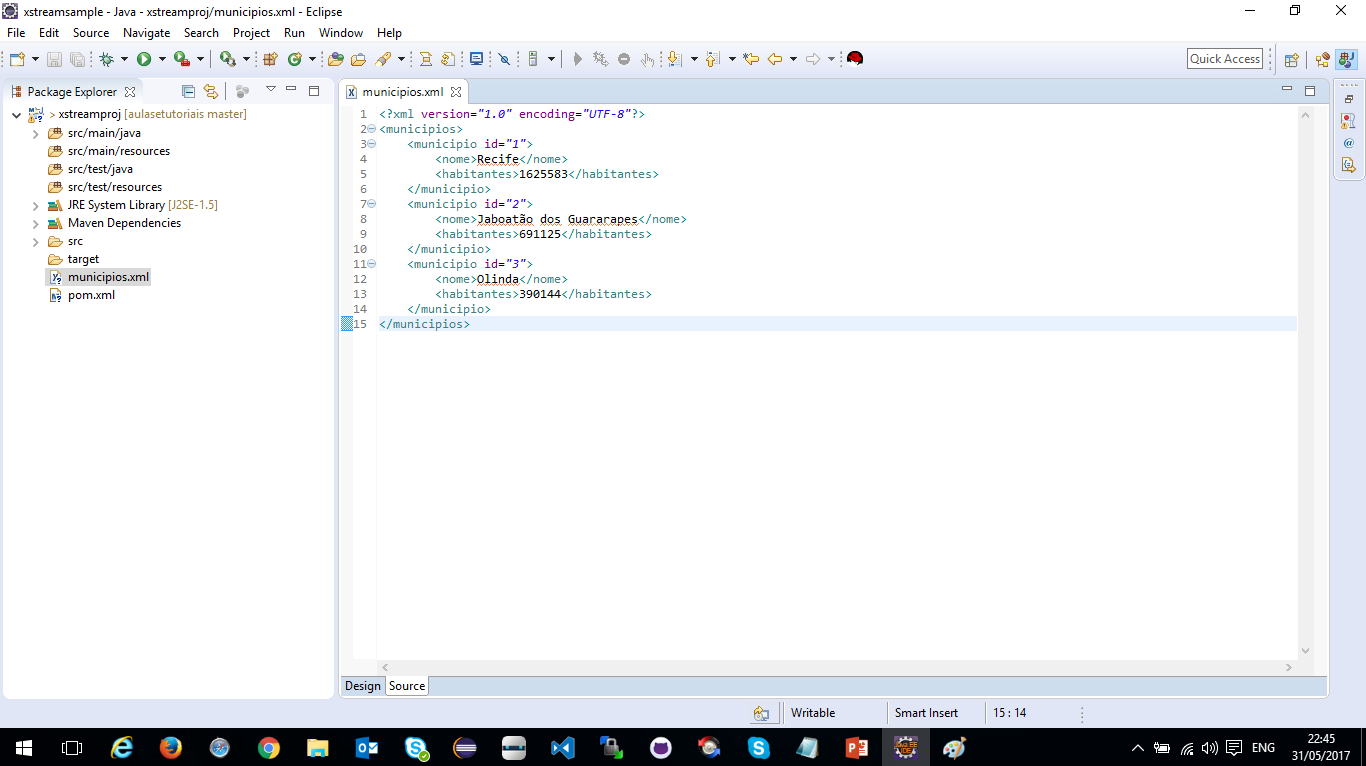 xstreamsample - Java - xstreamproj/municipios.xml - Eclipse
File Edit Source Navigate Search Project Run Window Help
Quick Access
Package Explorer
> xstreamproj [aulasetutoriais master]
src/main/java
src/main/resources
src/test/java
src/test/resources
JRE System Library [J2SE-1.5]
Maven Dependencies
src
target
municipios.xml
pom.xml
municipios.xml
1 <?xml version="1.0" encoding="UTF-8"?>
2 <municipios>
3 <municipio id="1">
4 <nome>Recife</nome>
5 <habitantes>1625583</habitantes>
6 </municipio>
7 <municipio id="2">
8 <nome>Jaboatão dos Guararapes</nome>
9 <habitantes>691125</habitantes>
10 </municipio>
11 <municipio id="3">
12 <nome>Olinda</nome>
13 <habitantes>390144</habitantes>
14 </municipio>
15 </municipios>
Design Source
Writable Smart Insert 15 : 14
ENG
22:45
31/05/2017